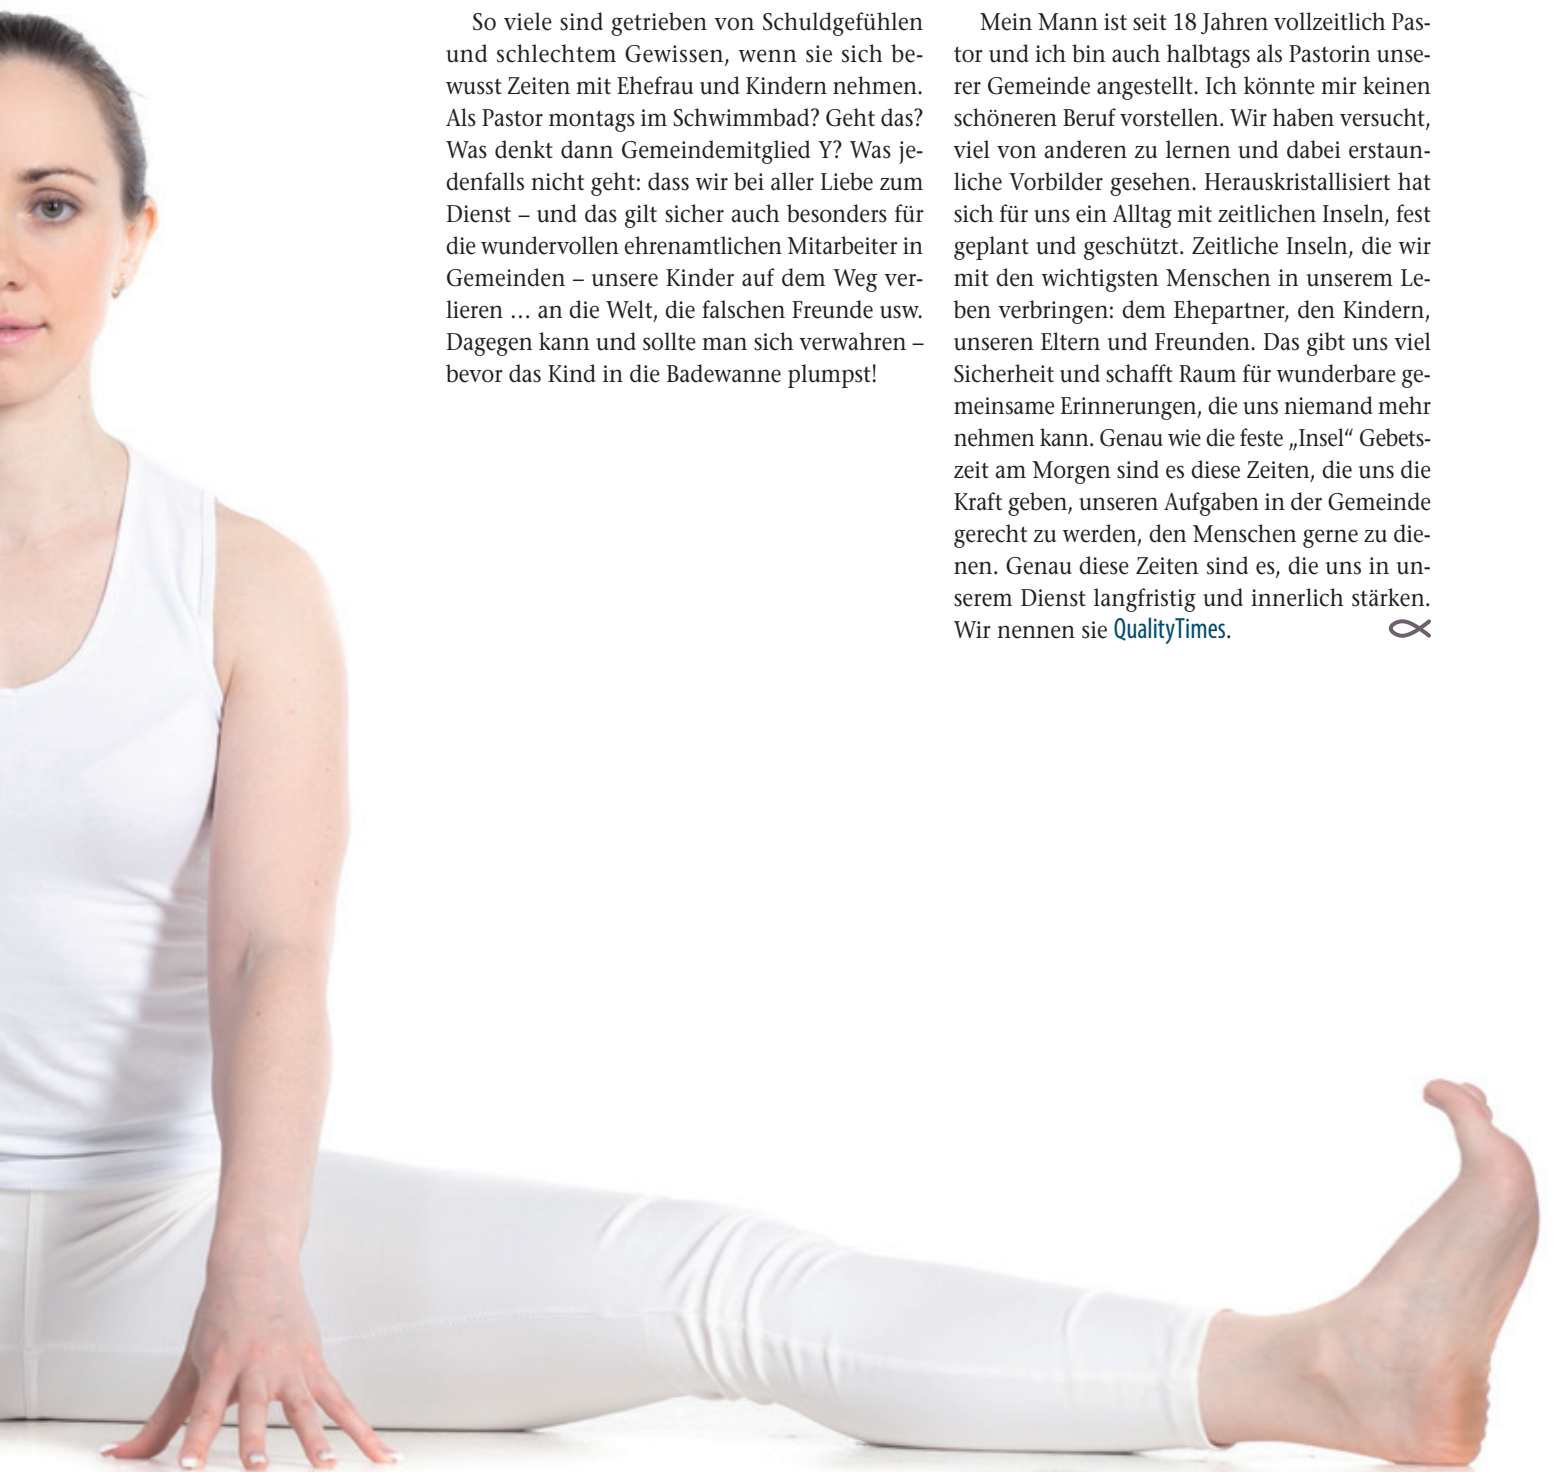 So viele sind getrieben von Schuldgefühlen
und schlechtem Gewissen, wenn sie sich be-
wusst Zeiten mit Ehefrau und Kindern nehmen.
Als Pastor montags im Schwimmbad? Geht das?
Was denkt dann Gemeindemitglied Y? Was je-
denfalls nicht geht: dass wir bei aller Liebe zum
Dienst – und das gilt sicher auch besonders für
die wundervollen ehrenamtlichen Mitarbeiter in
Gemeinden – unsere Kinder auf dem Weg ver-
lieren … an die Welt, die falschen Freunde usw.
Dagegen kann und sollte man sich verwahren –
bevor das Kind in die Badewanne plumpst!
Mein Mann ist seit 18 Jahren vollzeitlich Pas-
tor und ich bin auch halbtags als Pastorin unse-
rer Gemeinde angestellt. Ich könnte mir keinen
schöneren Beruf vorstellen. Wir haben versucht,
viel von anderen zu lernen und dabei erstaun-
liche Vorbilder gesehen. Herauskristallisiert hat
sich für uns ein Alltag mit zeitlichen Inseln, fest
geplant und geschützt. Zeitliche Inseln, die wir
mit den wichtigsten Menschen in unserem Le-
ben verbringen: dem Ehepartner, den Kindern,
unseren Eltern und Freunden. Das gibt uns viel
Sicherheit und schafft Raum für wunderbare ge-
meinsame Erinnerungen, die uns niemand mehr
nehmen kann. Genau wie die feste „Insel“ Gebets-
zeit am Morgen sind es diese Zeiten, die uns die
Kraft geben, unseren Aufgaben in der Gemeinde
gerecht zu werden, den Menschen gerne zu die-
nen. Genau diese Zeiten sind es, die uns in un-
serem Dienst langfristig und innerlich stärken.
Wir nennen sie QualityTimes.